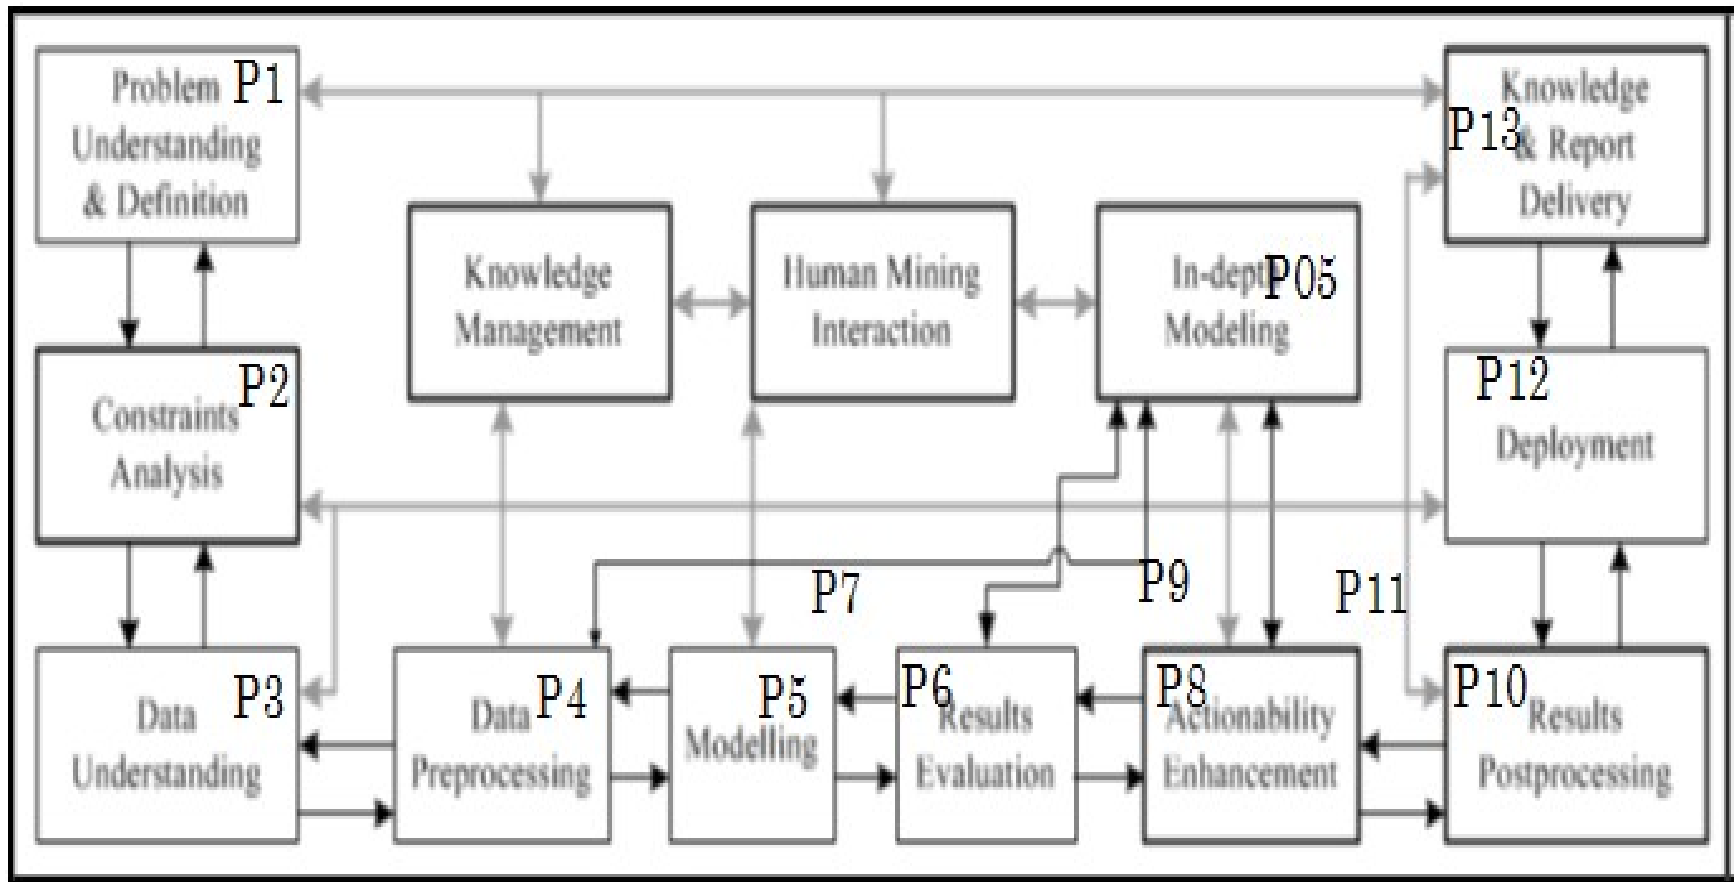 Problem P1
Understanding
& Definition
Knowledge
P13
& Report
Delivery
Knowledge
Management
Human Mining
Interaction
In-depth
PO5
Modeling
P2
Constraints
Analysis
P12
Deployment
P7
P9
P11
P3
Data
Understanding
P4
Data
Preprocessing
P5
Modelling
P6
Results
Evaluation
P8
Actionability
Enhancement
P10
Results
Postprocessing